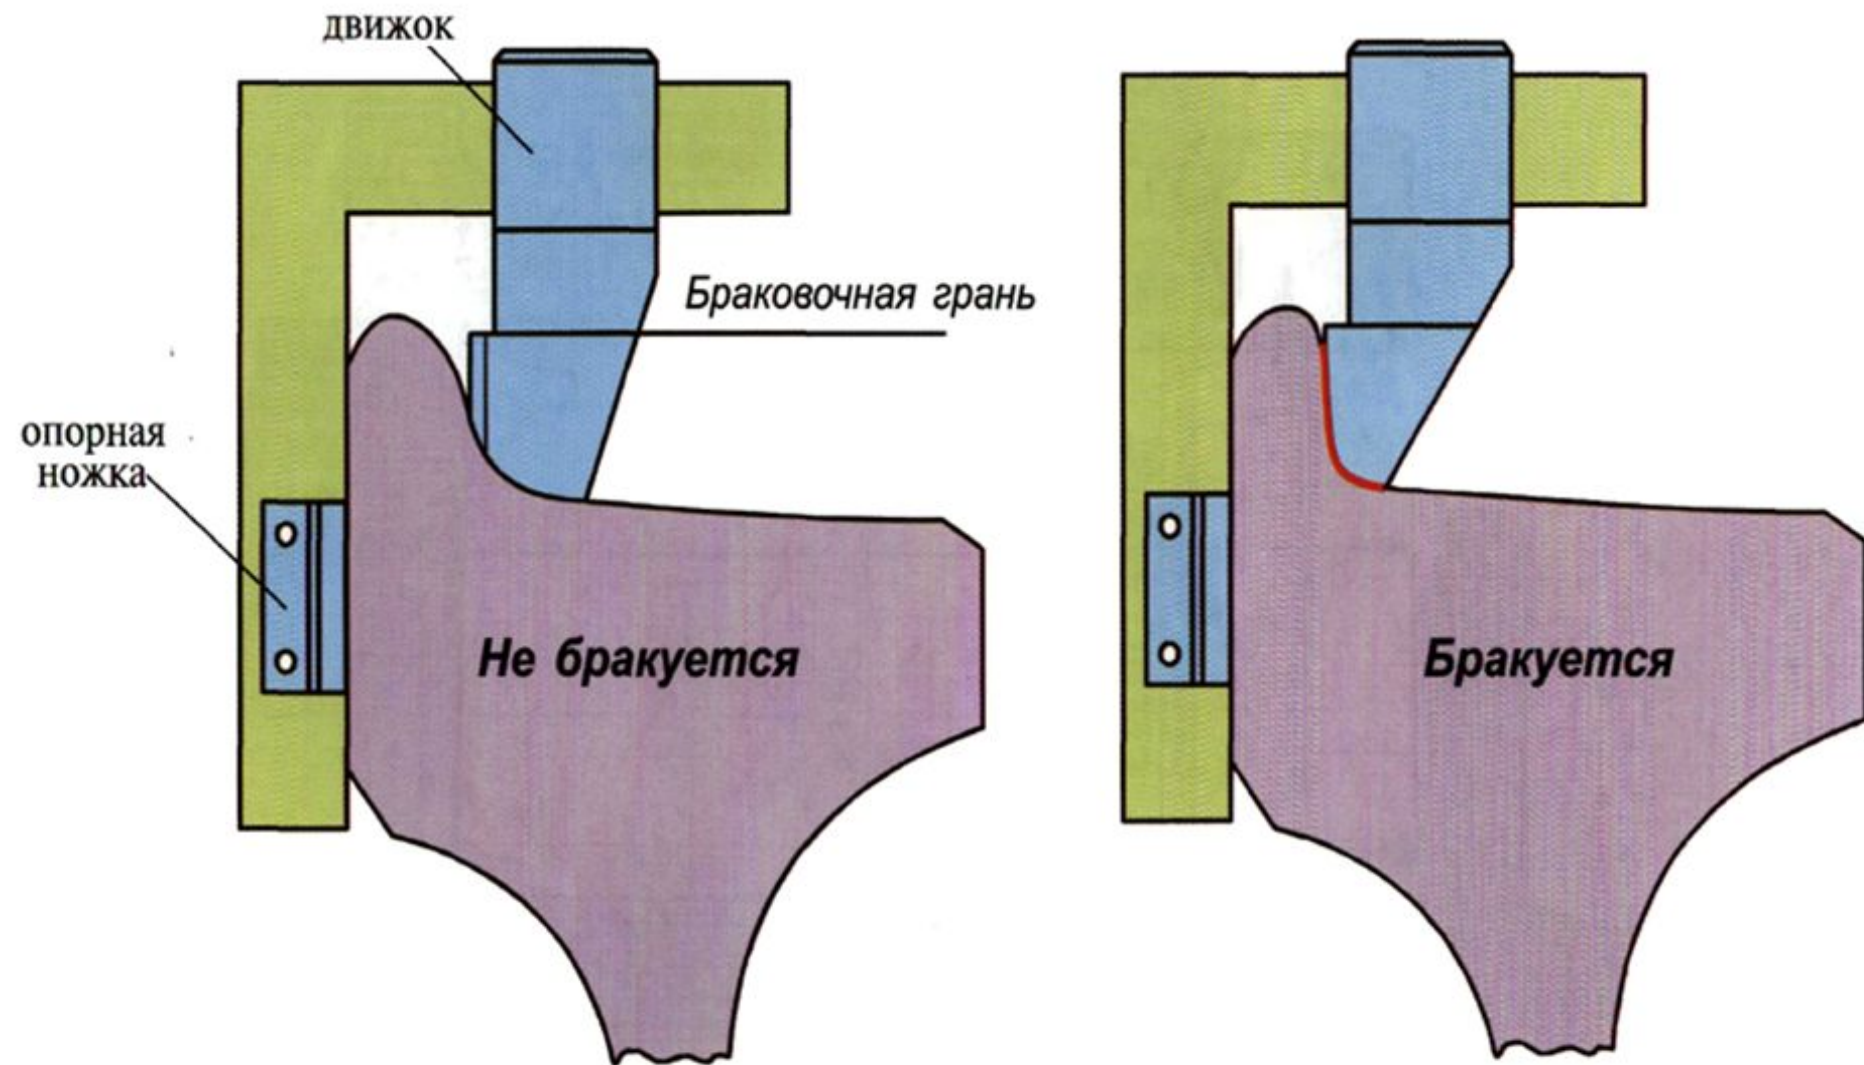 движок
Браковочная грань
опорная
ножка
Не бракуется
Бракуется